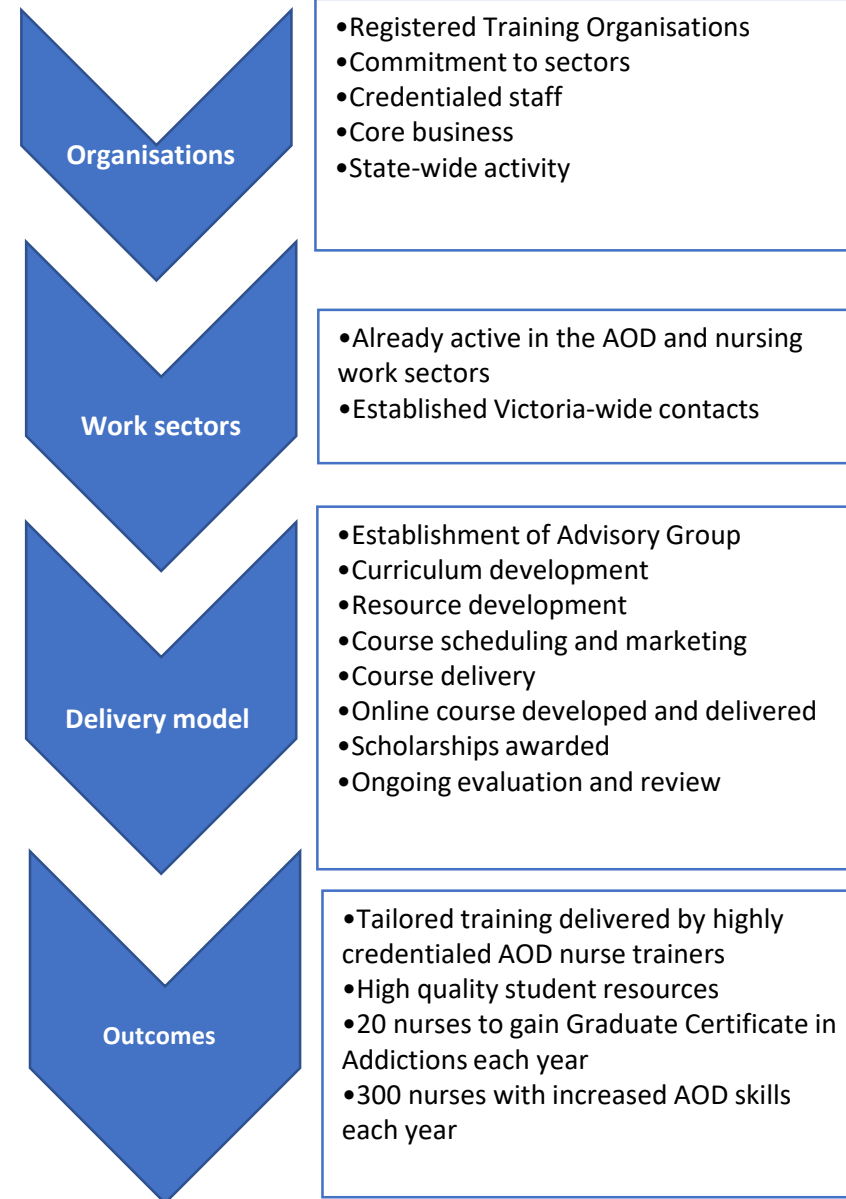 Organisations
•Registered Training Organisations
•Commitment to sectors
•Credentialed staff
•Core business
•State-wide activity
Work sectors
•Already active in the AOD and nursing
work sectors
•Established Victoria-wide contacts
Delivery model
•Establishment of Advisory Group
•Curriculum development
•Resource development
•Course scheduling and marketing
•Course delivery
•Online course developed and delivered
•Scholarships awarded
•Ongoing evaluation and review
Outcomes
•Tailored training delivered by highly
credentialed AOD nurse trainers
•High quality student resources
•20 nurses to gain Graduate Certificate in
Addictions each year
•300 nurses with increased AOD skills
each year